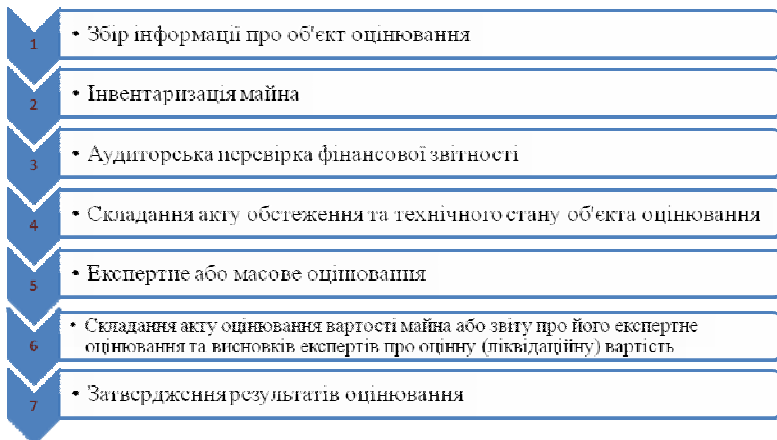 1
• Збір інформації про об'єкт оцінювання
2
• Інвентаризація майна
3
• Аудиторська перевірка фінансової звітності
4
• Складання акту обстеження та технічного стану об'єкта оцінювання
5
• Експертне або масове оцінювання
6
• Складання акту оцінювання вартості майна або звіту про його експертне
оцінювання та висновків експертів про оцінну (ліквідаційну) вартість
7
• Затвердження результатів оцінювання